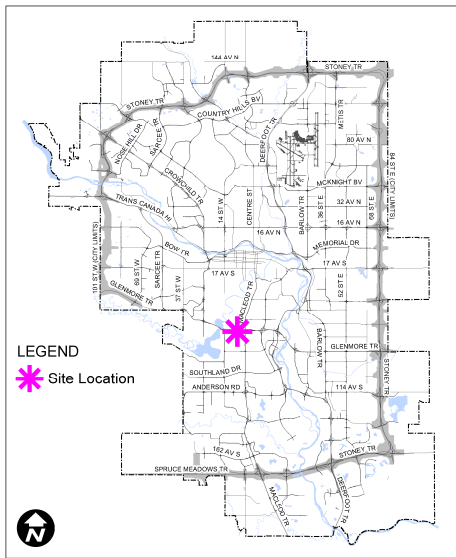 144 AV N
STONEY TR
STONEY TR
COUNTRY HILLS BV
DEERFOOT TR
METIS TR
NOSE HILL DR
SARCEE TR
80 AV N
84 ST E (CITY LIMITS)
CROWCHILD TR
MCKNIGHT BV
TRANS CANADA HI
14 ST W
CENTRE ST
BARLOW TR
36 ST E
32 AV N
68 ST E
16 AV N
16 AV N
101 ST W (CITY LIMITS)
BOW TR
MEMORIAL DR
69 ST W
SARCEE TR
37 ST W
17 AV S
17 AV S
52 ST E
GLENMORE TR
MACLEOD TR
BARLOW TR
GLENMORE TR
STONEY TR
LEGEND
Site Location
SOUTHLAND DR
ANDERSON RD
114 AV S
162 AV S
STONEY TR
SPRUCE MEADOWS TR
MACLEOD TR
DEERFOOT TR
N